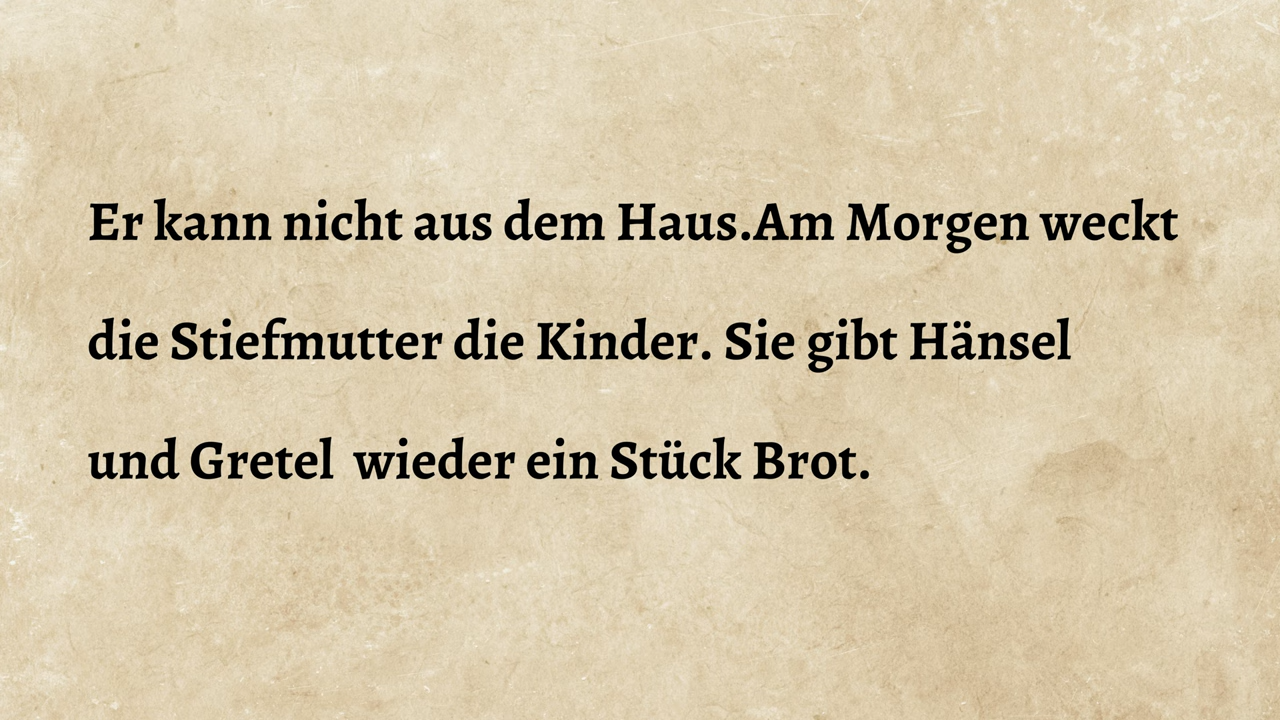 Er kann nicht aus dem Haus.Am Morgen weckt
die Stiefmutter die Kinder. Sie gibt Hänsel
und Gretel  wieder ein Stück Brot.